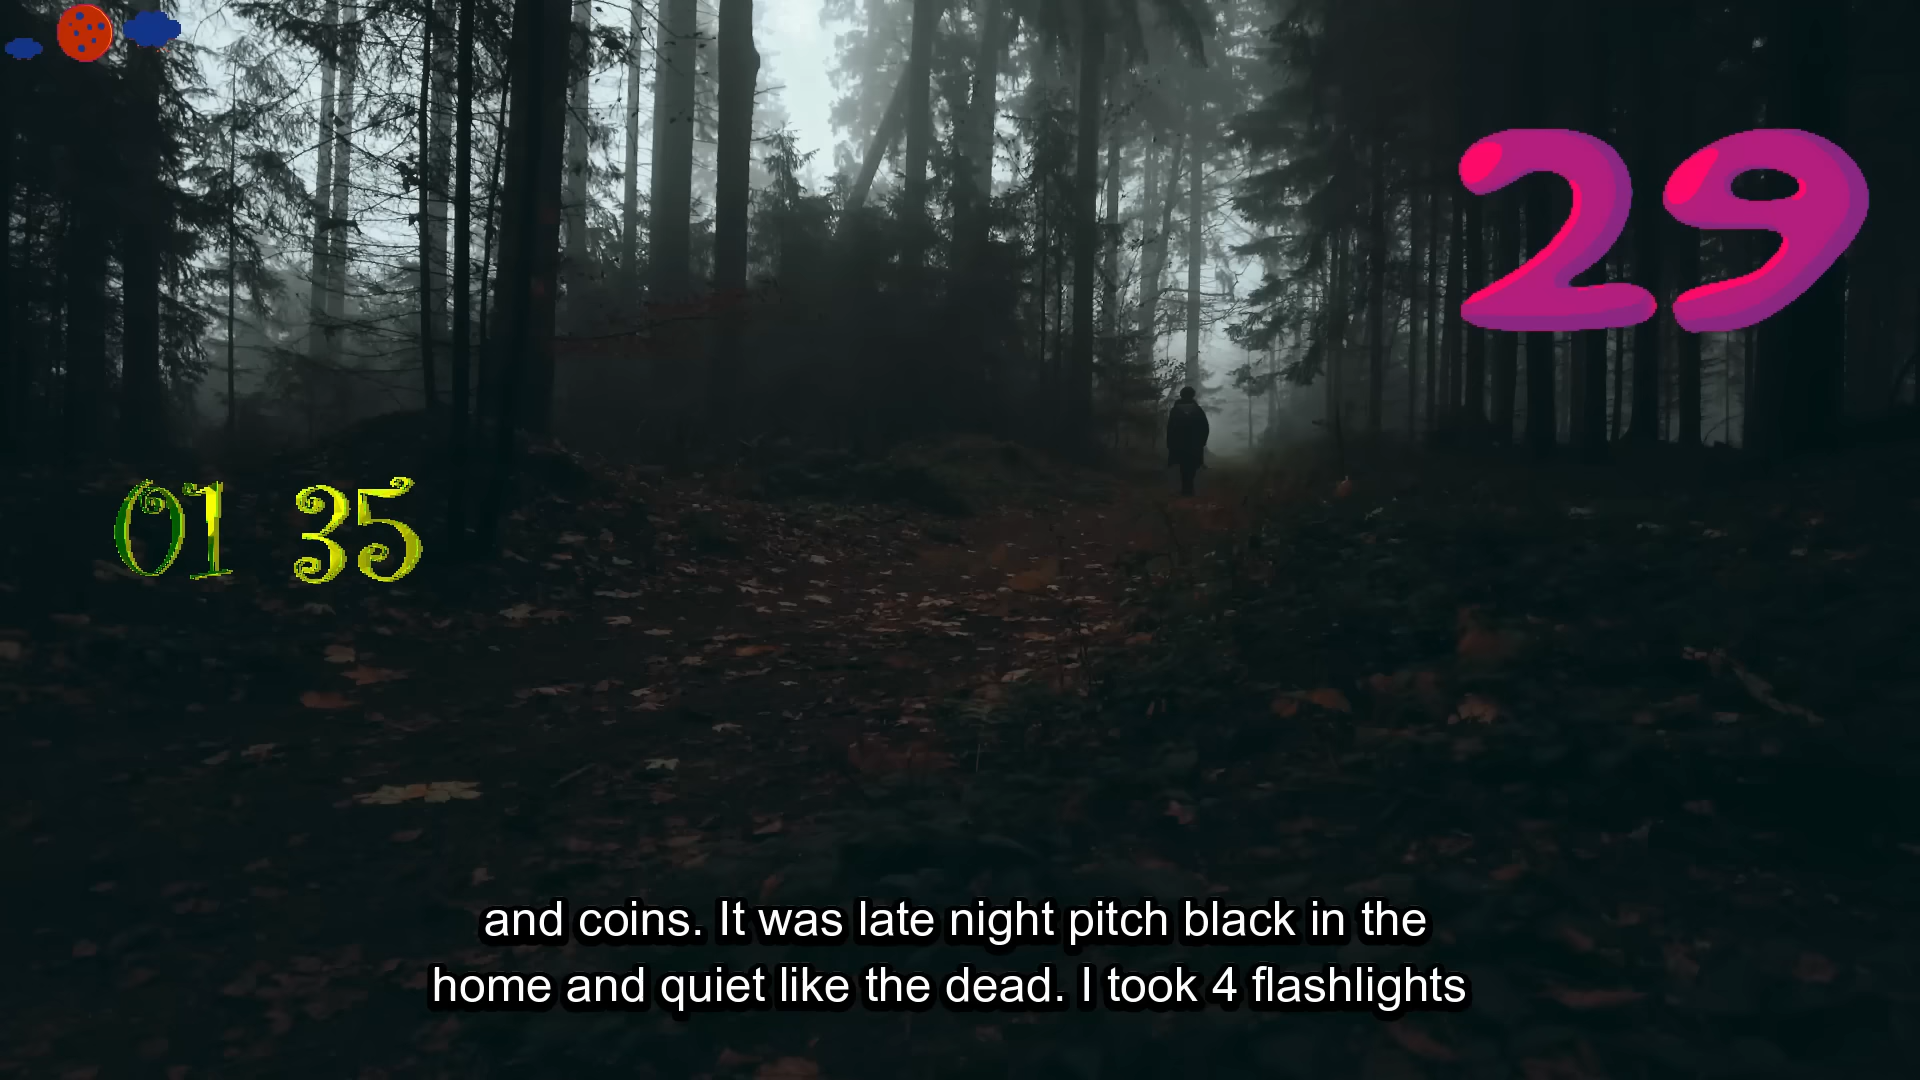 29
01 35
and coins. It was late night pitch black in the
home and quiet like the dead. I took 4 flashlights